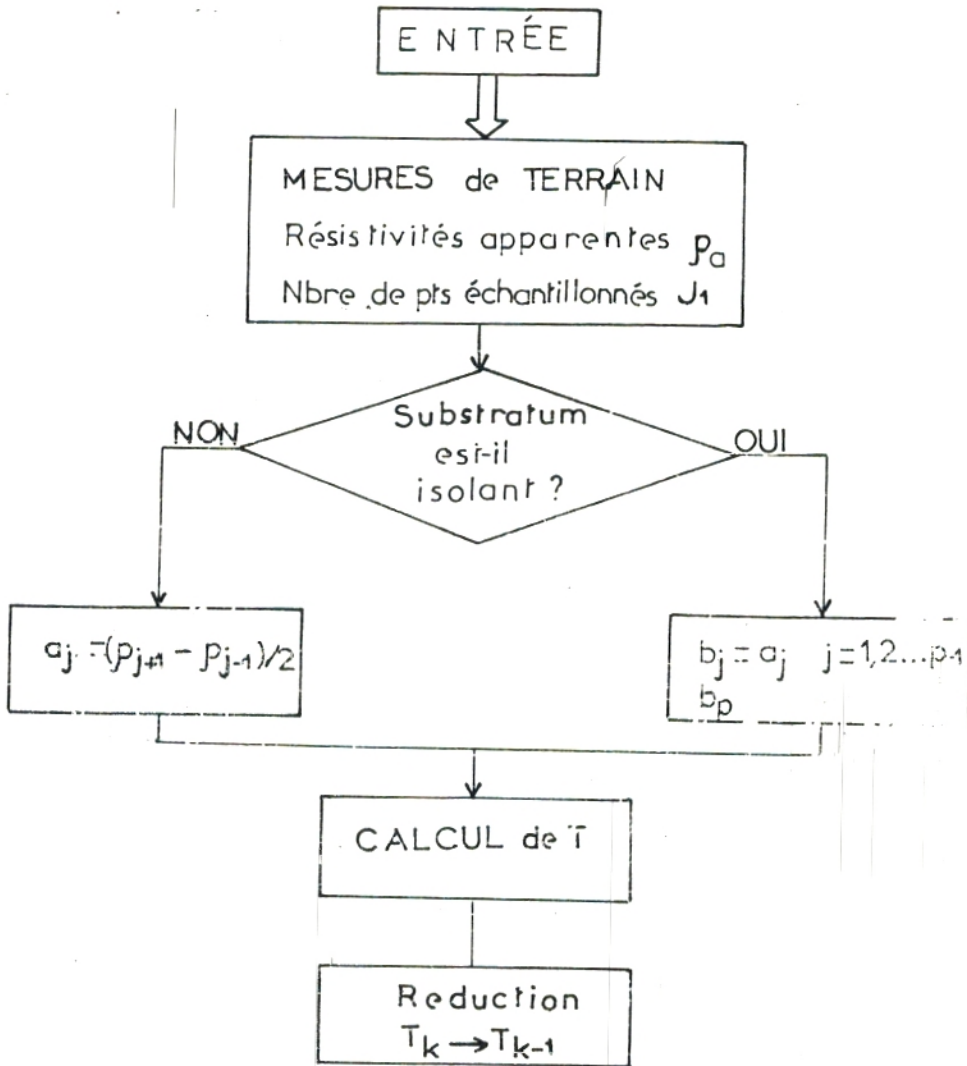 ENTRÉE
MESURES de TERRAIN
Résistivités apparentes ρa
Nbre de pts échantillonnés J1
Substratum
est-il
isolant ?
NON
OUI
aj = (ρj+1 - ρj-1)/2
bj = aj j=1,2...p-1
bp
CALCUL de T
Reduction
Tk → Tk-1